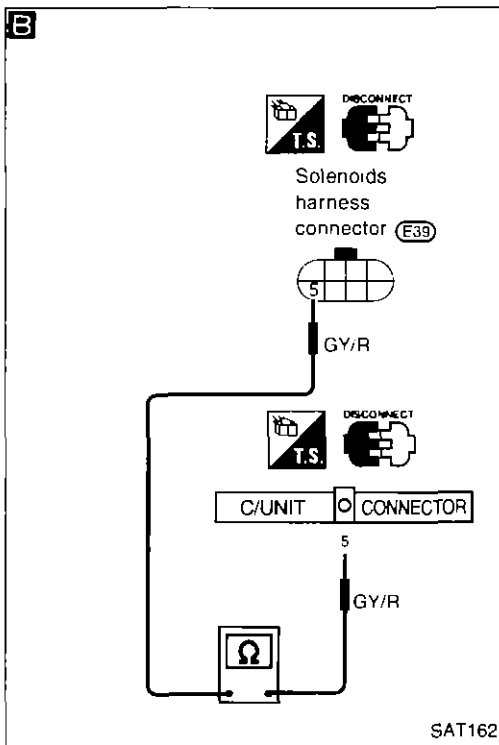 B
DISCONNECT
T.S.
Solenoids
harness
connector E39
5
GY/R
DISCONNECT
T.S.
C/UNIT O CONNECTOR
5
GY/R
Ω
SAT162